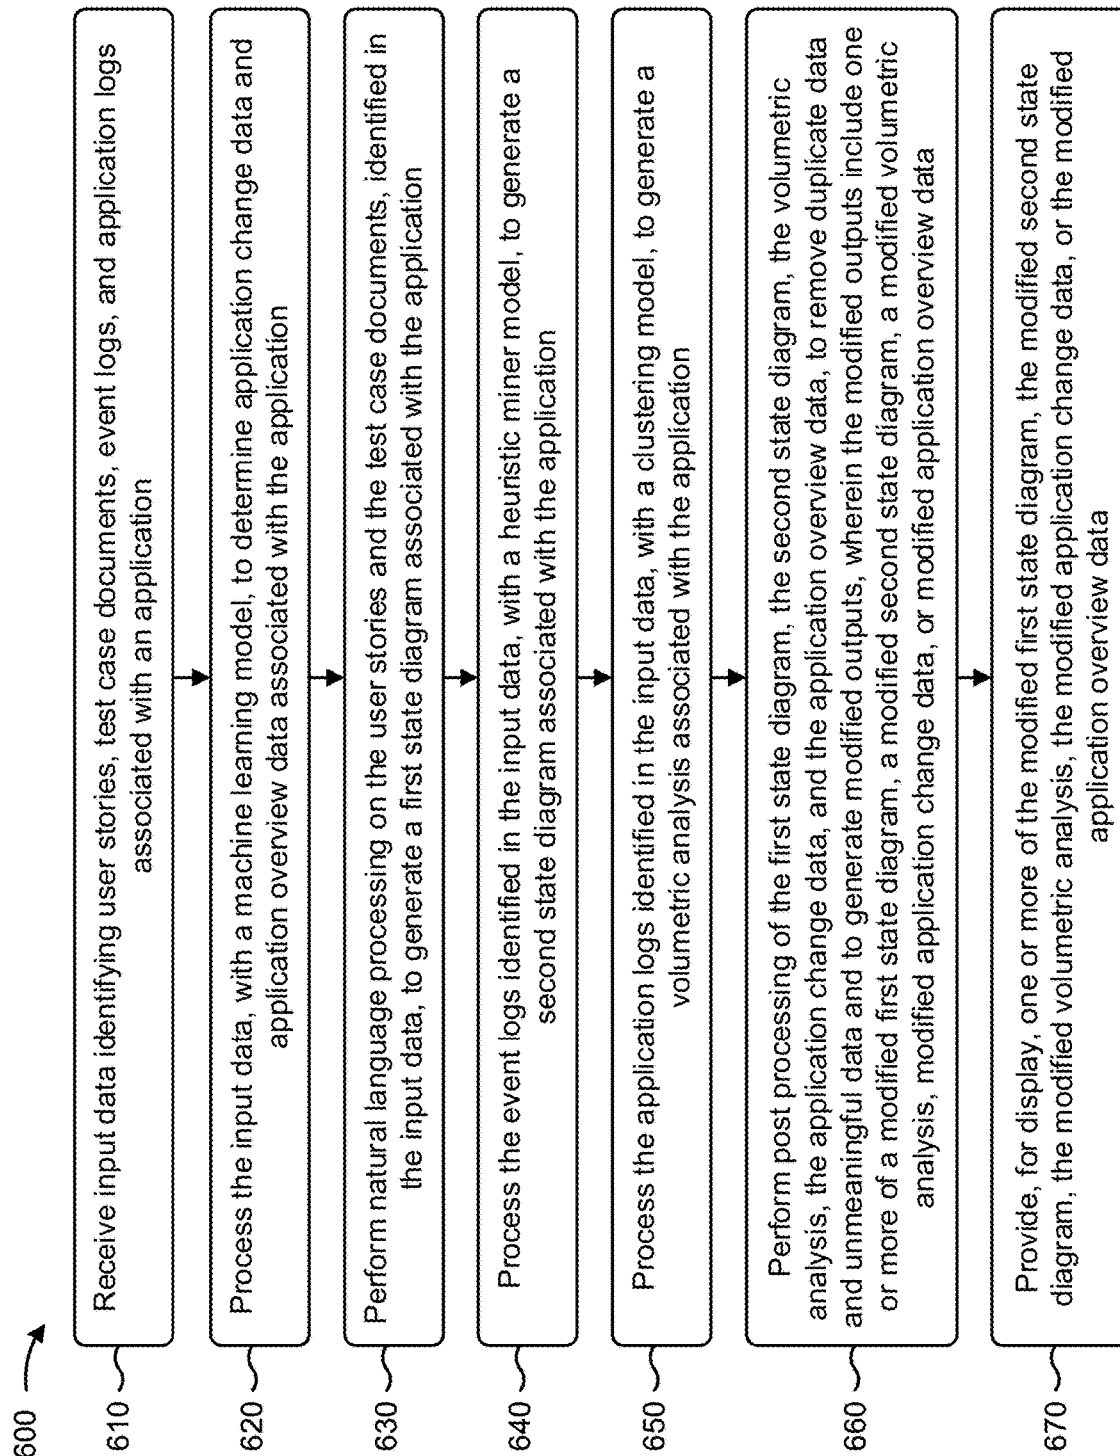 600
610
Receive input data identifying user stories, test case documents, event logs, and application logs
associated with an application
620
Process the input data, with a machine learning model, to determine application change data and
application overview data associated with the application
630
Perform natural language processing on the user stories and the test case documents, identified in
the input data, to generate a first state diagram associated with the application
640
Process the event logs identified in the input data, with a heuristic miner model, to generate a
second state diagram associated with the application
650
Process the application logs identified in the input data, with a clustering model, to generate a
volumetric analysis associated with the application
660
Perform post processing of the first state diagram, the second state diagram, the volumetric
analysis, the application change data, and the application overview data, to remove duplicate data
and unmeaningful data and to generate modified outputs, wherein the modified outputs include one
or more of a modified first state diagram, a modified second state diagram, a modified volumetric
analysis, modified application change data, or modified application overview data
670
Provide, for display, one or more of the modified first state diagram, the modified second state
diagram, the modified volumetric analysis, the modified application change data, or the modified
application overview data